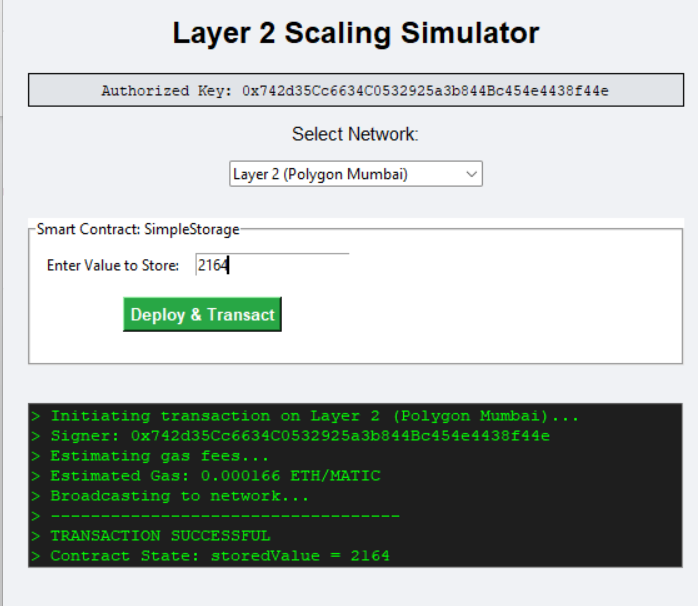 Layer 2 Scaling Simulator
Authorized Key: 0x742d35Cc6634C0532925a3b844Bc454e4438f44e
Select Network:
Layer 2 (Polygon Mumbai)
Smart Contract: SimpleStorage
Enter Value to Store: 2164
Deploy & Transact
> Initiating transaction on Layer 2 (Polygon Mumbai)...
> Signer: 0x742d35Cc6634C0532925a3b844Bc454e4438f44e
> Estimating gas fees...
> Estimated Gas: 0.000166 ETH/MATIC
> Broadcasting to network...
> -----------------------------------
> TRANSACTION SUCCESSFUL
> Contract State: storedValue = 2164